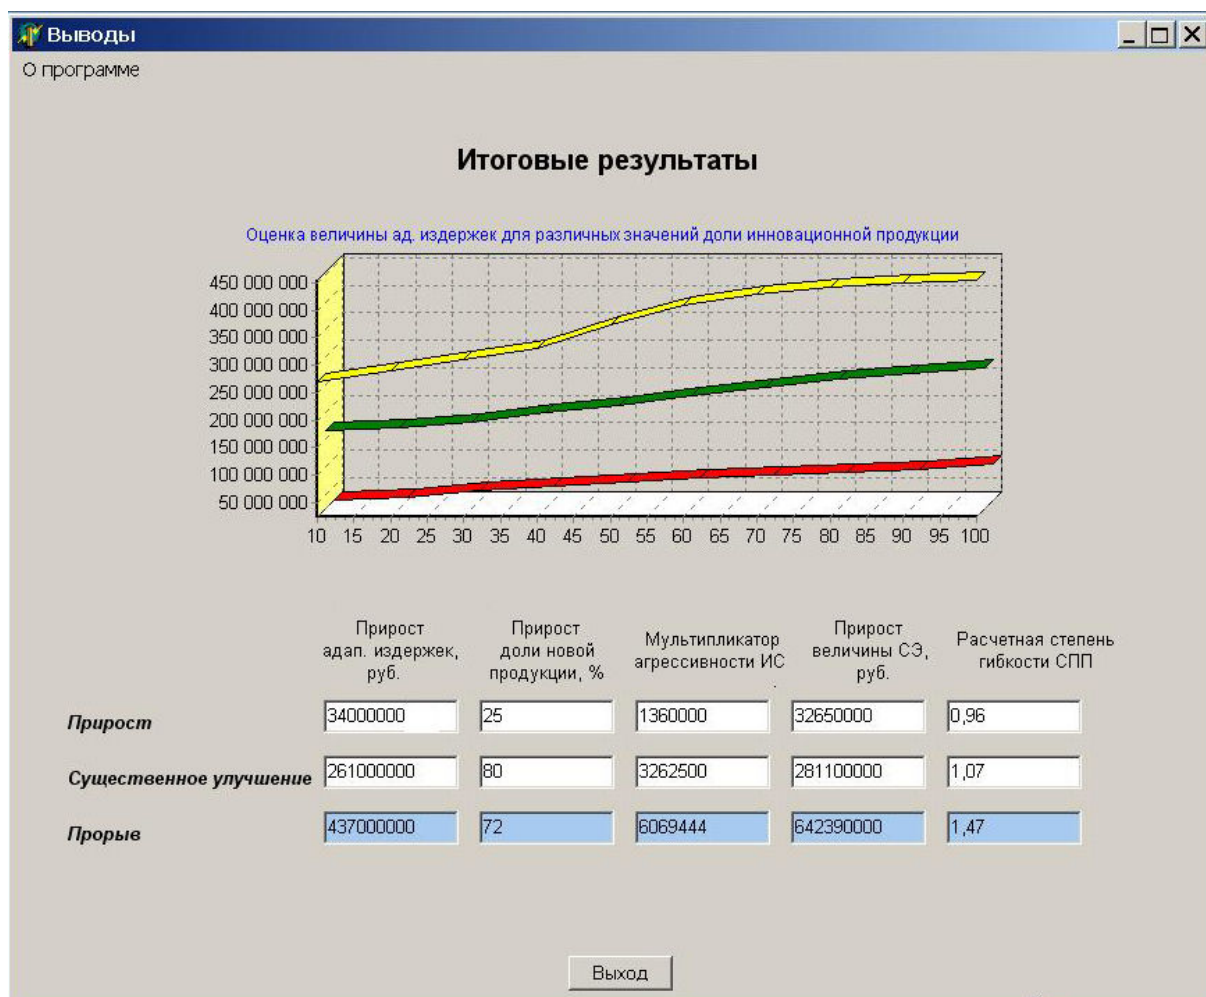 Выводы
О программе
Итоговые результаты
Оценка величины ад. издержек для различных значений доли инновационной продукции
450 000 000
400 000 000
350 000 000
300 000 000
250 000 000
200 000 000
150 000 000
100 000 000
50 000 000
10 15 20 25 30 35 40 45 50 55 60 65 70 75 80 85 90 95 100
Прирост
адап. издержек,
руб.
Прирост
доли новой
продукции, %
Мультипликатор
агрессивности ИС
Прирост
величины СЭ,
руб.
Расчетная степень
гибкости СПП
Прирост 34000000 25 1360000 32650000 0,96
Существенное улучшение 261000000 80 3262500 281100000 1,07
Прорыв 437000000 72 6069444 642390000 1,47
Выход